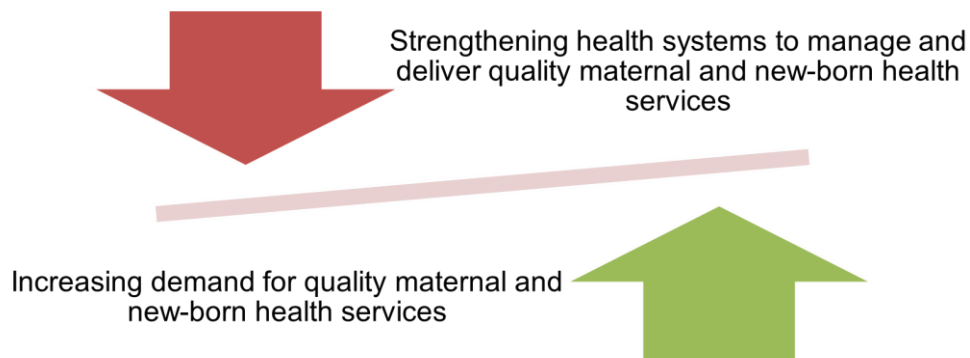 Strengthening health systems to manage and
deliver quality maternal and new-born health
services
Increasing demand for quality maternal and
new-born health services